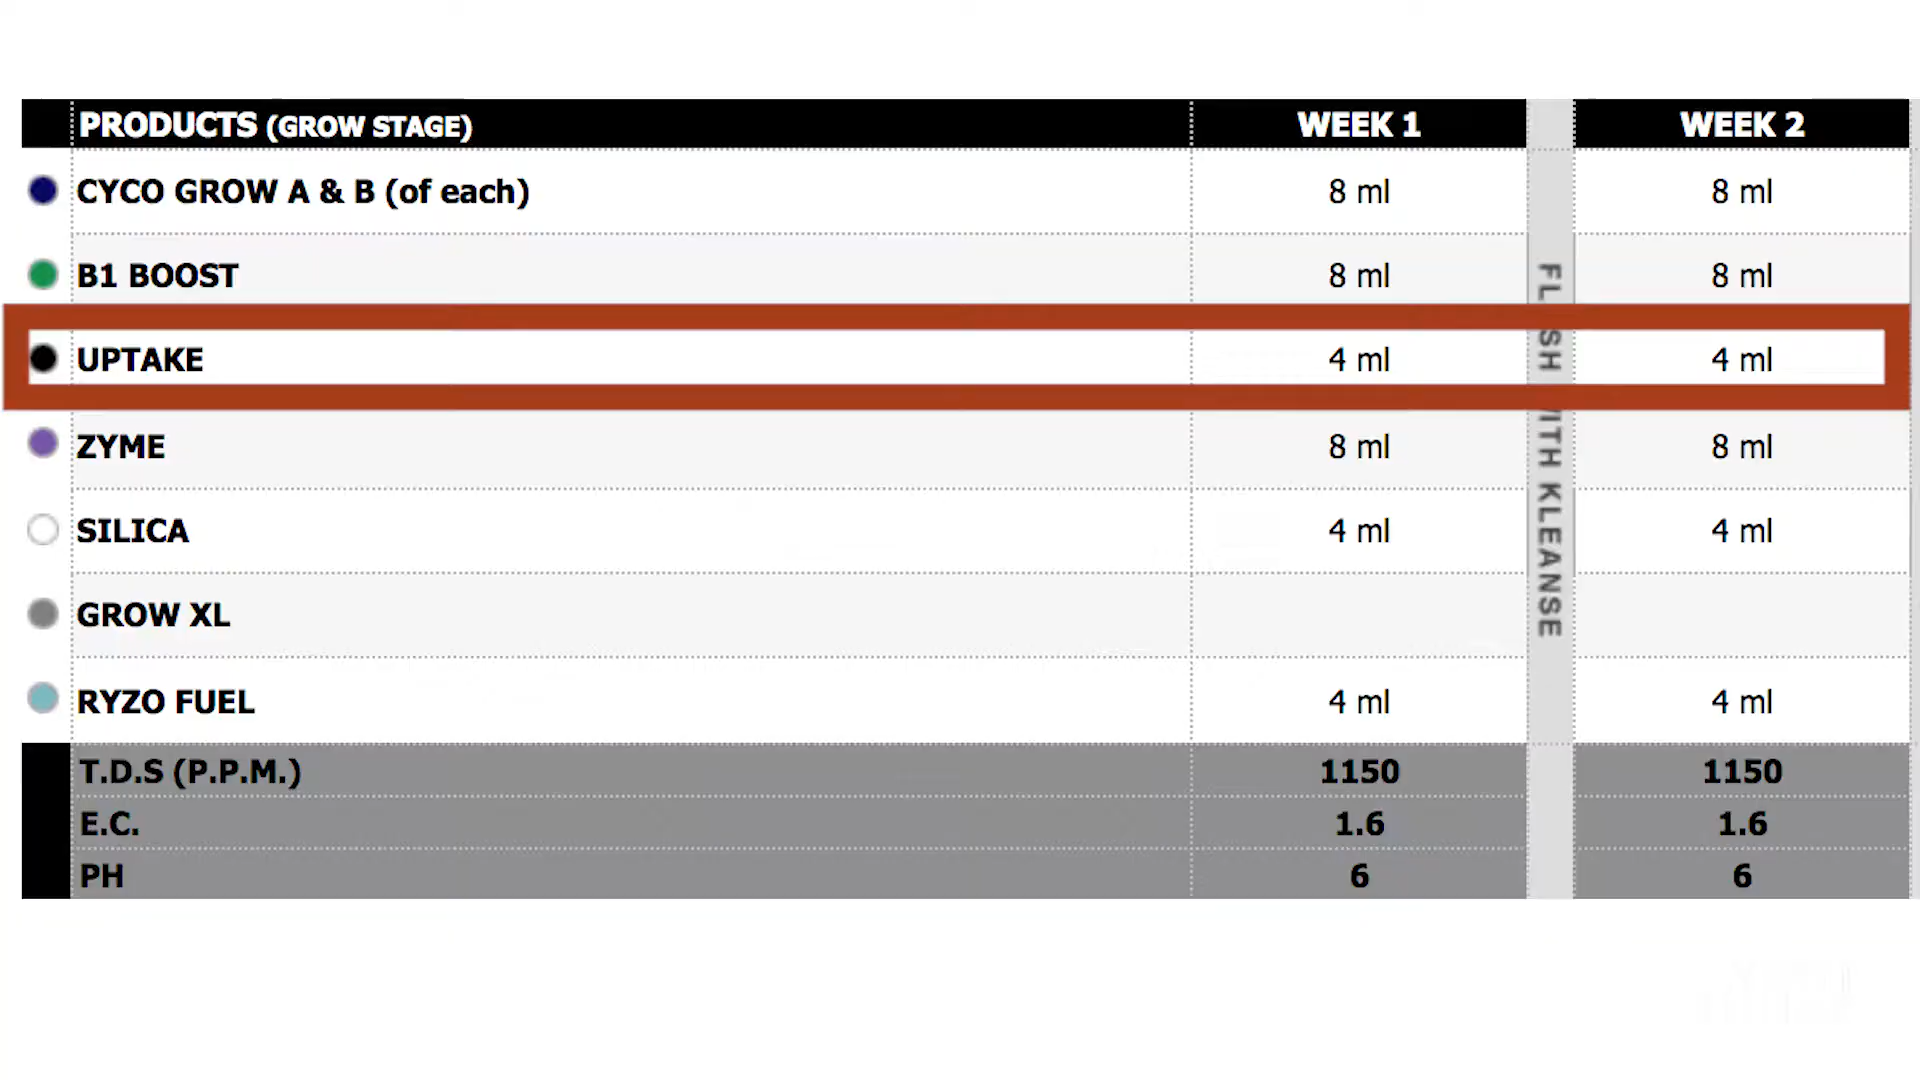 PRODUCTS (GROW STAGE) WEEK 1 WEEK 2
CYCO GROW A & B (of each) 8 ml 8 ml
B1 BOOST 8 ml 8 ml
UPTAKE 4 ml 4 ml
ZYME 8 ml 8 ml
SILICA 4 ml 4 ml
GROW XL
RYZO FUEL 4 ml 4 ml
T.D.S (P.P.M.) 1150 1150
E.C. 1.6 1.6
PH 6 6
KLEANSE